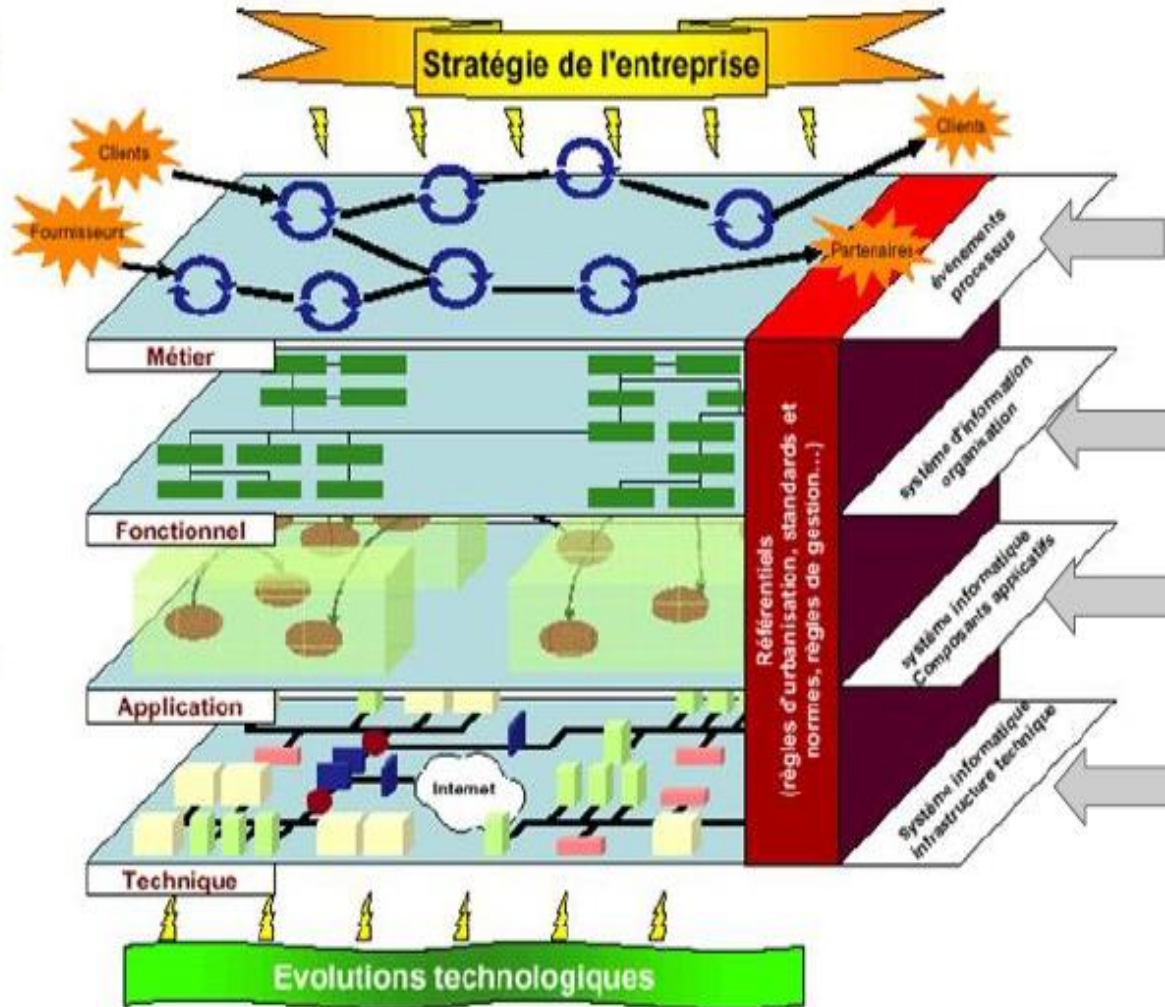 Stratégie de l'entreprise
Clients
Clients
Fournisseurs
Partenaires
événements
processus
Métier
système d'information
organisation
Fonctionnel
Référentiels
(règles d'urbanisation, standards et
normes, règles de gestion...)
système informatique
Composants applicatifs
Application
Internet
Système informatique
infrastructure technique
Technique
Evolutions technologiques